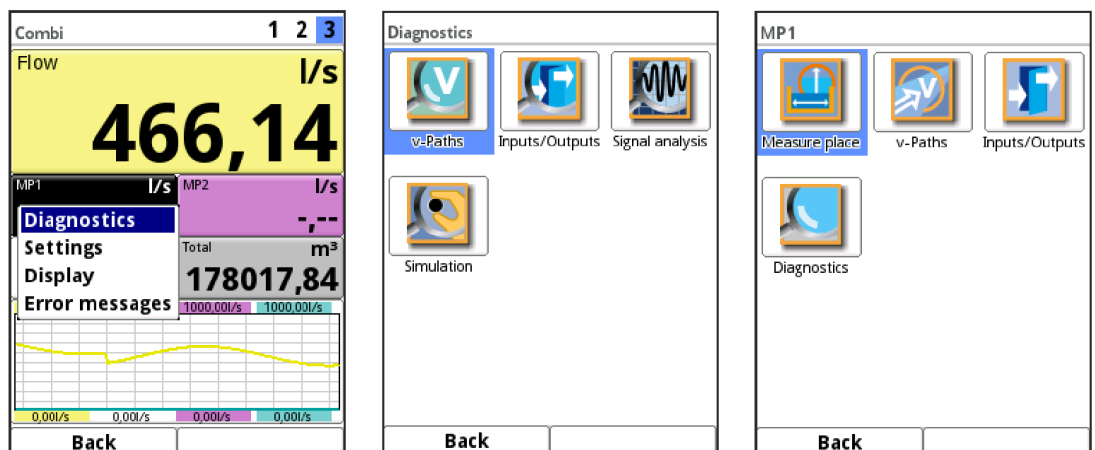 Combi 1 2 3
Flow l/s
466,14
MP1 l/s MP2 l/s
-,--
Diagnostics
Settings
Display
Error messages
Total m³
178017,84
1000,00l/s 1000,00l/s
0,00l/s 0,00l/s 0,00l/s 0,00l/s
Back
Diagnostics
v-Paths Inputs/Outputs Signal analysis
Simulation
Back
MP1
Measure place v-Paths Inputs/Outputs
Diagnostics
Back